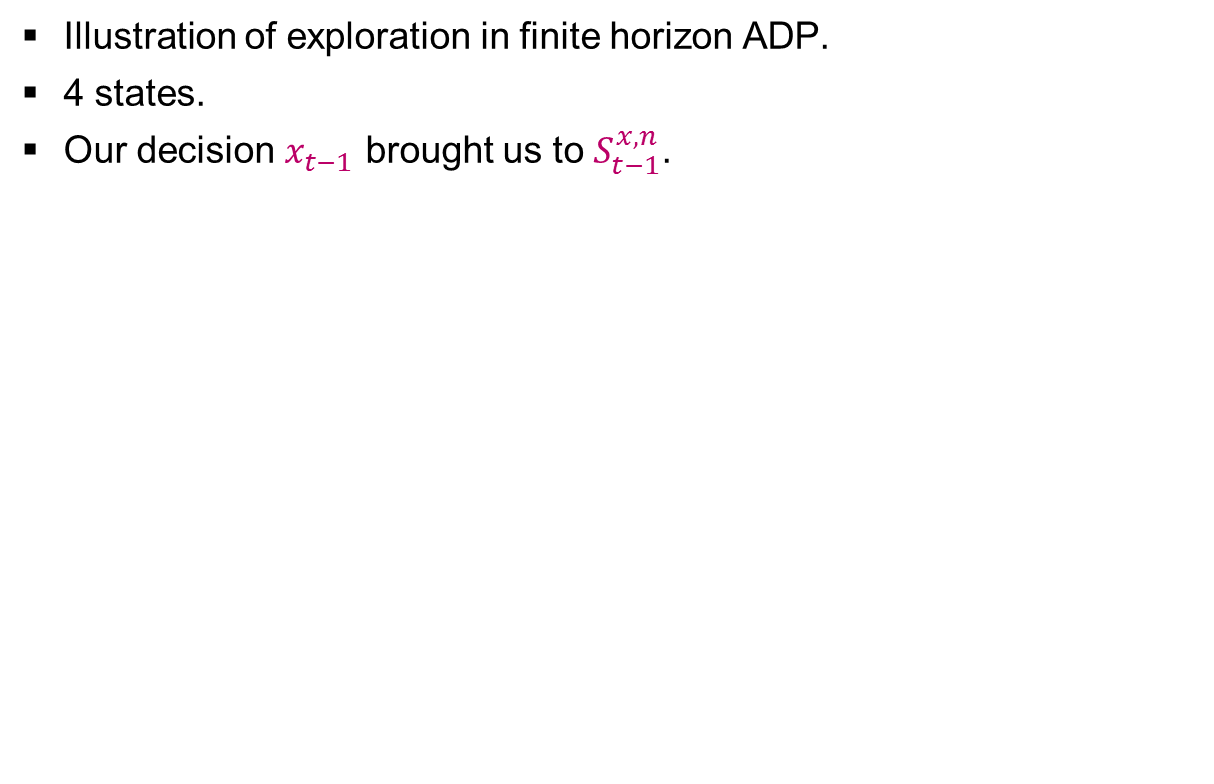 ▪ Illustration of exploration in finite horizon ADP.
▪ 4 states.
▪ Our decision $x_{t-1}$ brought us to $S_{t-1}^{x,n}$.